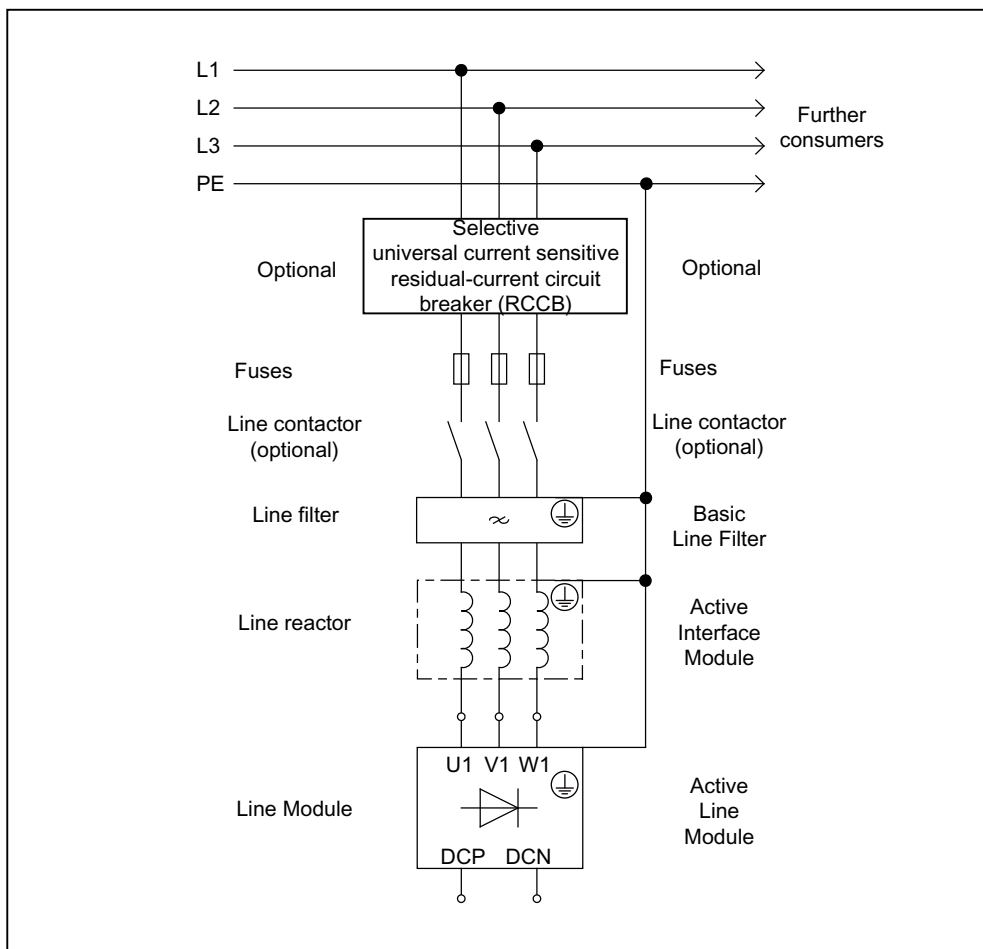 L1
L2
L3
PE
Further
consumers
Optional
Selective
universal current sensitive
residual-current circuit
breaker (RCCB)
Optional
Fuses
Fuses
Line contactor
(optional)
Line contactor
(optional)
Line filter
Basic
Line Filter
Line reactor
Active
Interface
Module
U1 V1 W1
Line Module
Active
Line
Module
DCP DCN